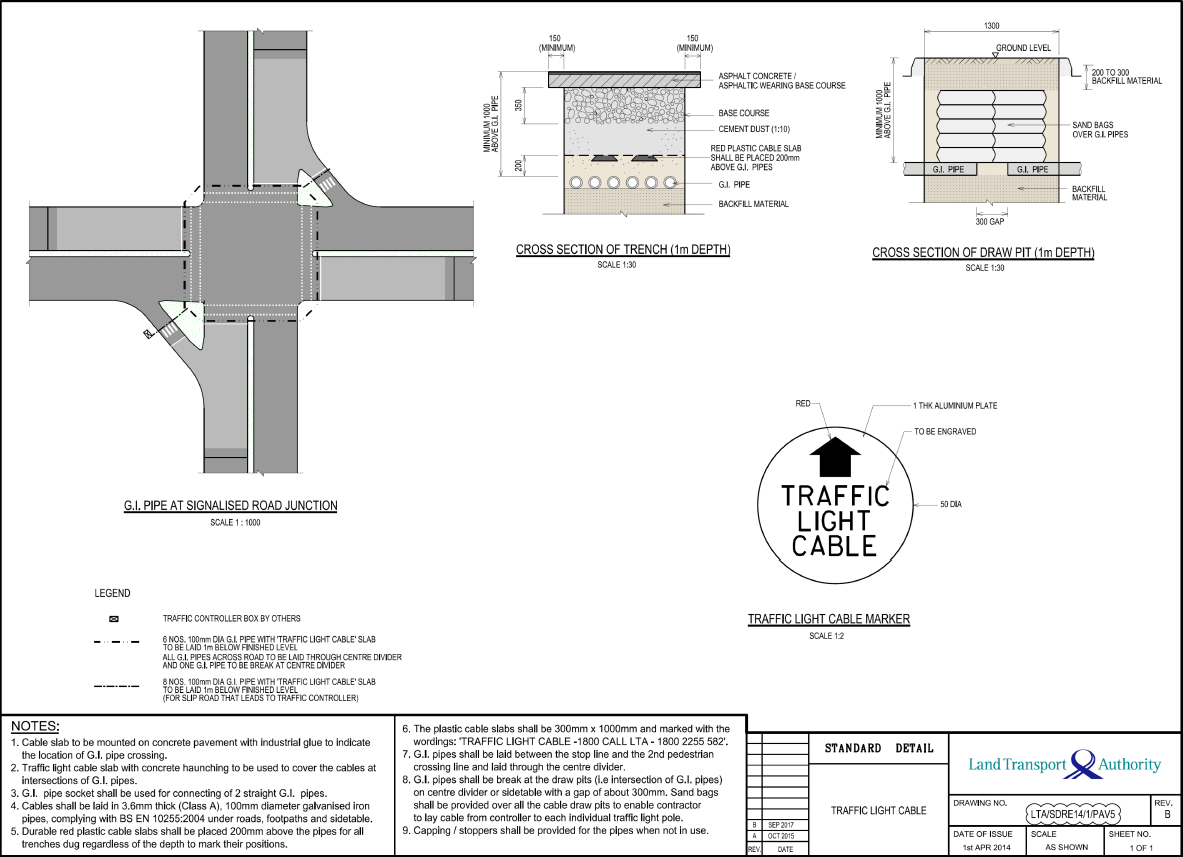 150
(MINIMUM)
150
(MINIMUM)
MINIMUM 1000
ABOVE G.I. PIPE
350
200
ASPHALT CONCRETE /
ASPHALTIC WEARING BASE COURSE
BASE COURSE
CEMENT DUST (1:10)
RED PLASTIC CABLE SLAB
SHALL BE PLACED 200mm
ABOVE G.I. PIPES
G.I. PIPE
BACKFILL MATERIAL
CROSS SECTION OF TRENCH (1m DEPTH)
SCALE 1:30
1300
GROUND LEVEL
MINIMUM 1000
ABOVE G.I. PIPE
200 TO 300
BACKFILL MATERIAL
SAND BAGS
OVER G.I. PIPES
G.I. PIPE
G.I. PIPE
BACKFILL
MATERIAL
300 GAP
CROSS SECTION OF DRAW PIT (1m DEPTH)
SCALE 1:30
G.I. PIPE AT SIGNALISED ROAD JUNCTION
SCALE 1 : 1000
RED
1 THK ALUMINIUM PLATE
TO BE ENGRAVED
50 DIA
TRAFFIC
LIGHT
CABLE
TRAFFIC LIGHT CABLE MARKER
SCALE 1:2
LEGEND
TRAFFIC CONTROLLER BOX BY OTHERS
6 NOS. 100mm DIA G.I. PIPE WITH 'TRAFFIC LIGHT CABLE' SLAB
TO BE LAID 1m BELOW FINISHED LEVEL
ALL G.I. PIPES ACROSS ROAD TO BE LAID THROUGH CENTRE DIVIDER
AND ONE G.I. PIPE TO BE BREAK AT CENTRE DIVIDER
8 NOS. 100mm DIA G.I. PIPE WITH 'TRAFFIC LIGHT CABLE' SLAB
TO BE LAID 1m BELOW FINISHED LEVEL
(FOR SLIP ROAD THAT LEADS TO TRAFFIC CONTROLLER)
NOTES:
1. Cable slab to be mounted on concrete pavement with industrial glue to indicate
the location of G.I. pipe crossing.
2. Traffic light cable slab with concrete haunching to be used to cover the cables at
intersections of G.I. pipes.
3. G.I. pipe socket shall be used for connecting of 2 straight G.I. pipes.
4. Cables shall be laid in 3.6mm thick (Class A), 100mm diameter galvanised iron
pipes, complying with BS EN 10255:2004 under roads, footpaths and sidetable.
5. Durable red plastic cable slabs shall be placed 200mm above the pipes for all
trenches dug regardless of the depth to mark their positions.
6. The plastic cable slabs shall be 300mm x 1000mm and marked with the
wordings: 'TRAFFIC LIGHT CABLE -1800 CALL LTA - 1800 2255 582'.
7. G.I. pipes shall be laid between the stop line and the 2nd pedestrian
crossing line and laid through the centre divider.
8. G.I. pipes shall be break at the draw pits (i.e intersection of G.I. pipes)
on centre divider or sidetable with a gap of about 300mm. Sand bags
shall be provided over all the cable draw pits to enable contractor
to lay cable from controller to each individual traffic light pole.
9. Capping / stoppers shall be provided for the pipes when not in use.
B SEP 2017
A OCT 2015
REV. DATE
STANDARD DETAIL
TRAFFIC LIGHT CABLE
Land Transport Authority
DRAWING NO.
LTA/SDRE14/1/PAV5
REV.
B
DATE OF ISSUE
1st APR 2014
SCALE
AS SHOWN
SHEET NO.
1 OF 1